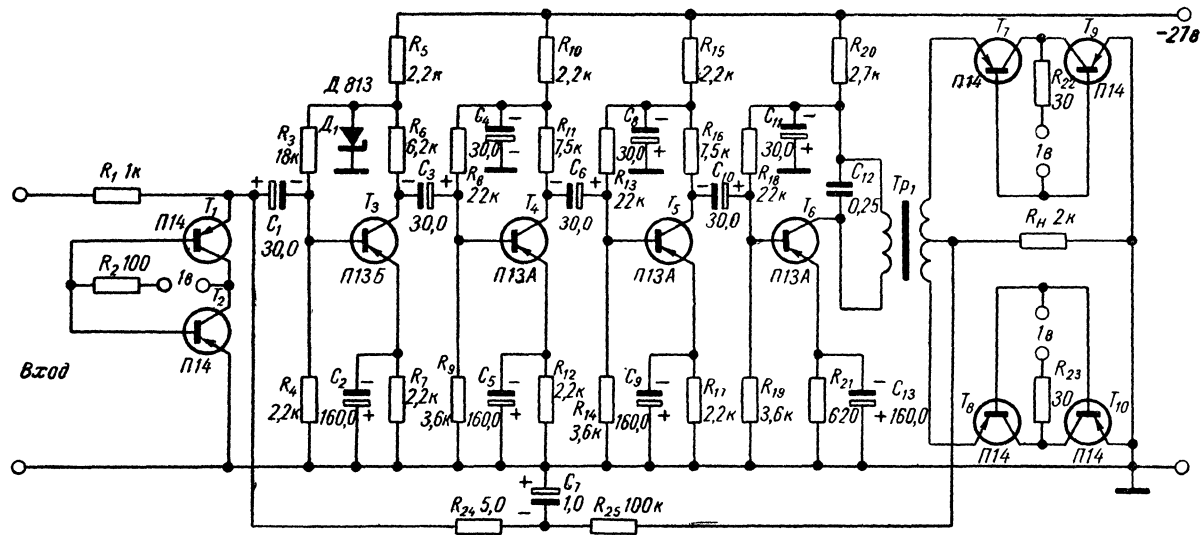 R₅
2,2к
R₁₀
2,2к
R₁₅
2,2к
R₂₀
2,7к
T₇
T₉
-27в
П14
R₂₂
30
П14
1в
Д 813
Д₁
R₃
18к
R₆
6,2к
C₄
30,0
R₈
22к
R₁₁
7,5к
C₈
30,0
R₁₃
22к
R₁₆
7,5к
C₁₁
30,0
R₁₈
22к
C₁₂
0,25
Тр₁
R₁ 1к
C₁
30,0
C₃
30,0
C₆
30,0
C₁₀
30,0
T₁
П14
R₂ 100
1в
T₂
П14
T₃
П13Б
T₄
П13А
T₅
П13А
T₆
П13А
Rн 2к
Вход
R₄
2,2к
C₂
160,0
R₇
2,2к
R₉
3,6к
C₅
160,0
R₁₂
2,2к
R₁₄
3,6к
C₉
160,0
R₁₇
2,2к
R₁₉
3,6к
R₂₁
620
C₁₃
160,0
1в
R₂₃
30
T₈
П14
T₁₀
П14
C₇
1,0
R₂₄ 5,0
R₂₅ 100к